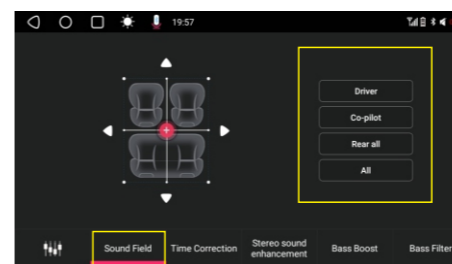 19:57
Driver
Co-pilot
Rear all
All
Sound Field
Time Correction
Stereo sound
enhancement
Bass Boost
Bass Filter